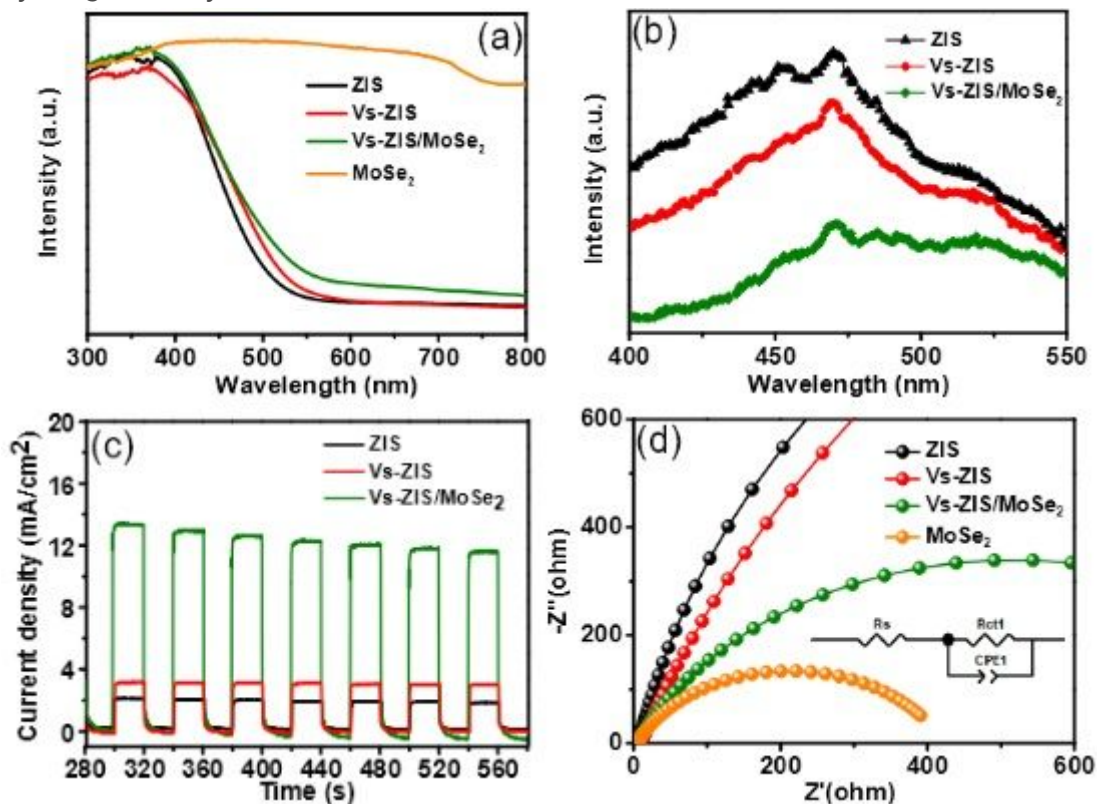 (a)
ZIS
Vs-ZIS
Vs-ZIS/MoSe2
MoSe2
Intensity (a.u.)
300 400 500 600 700 800
Wavelength (nm)
(b)
ZIS
Vs-ZIS
Vs-ZIS/MoSe2
Intensity (a.u.)
400 450 500 550
Wavelength (nm)
(c)
ZIS
Vs-ZIS
Vs-ZIS/MoSe2
Current density (mA/cm2)
20
16
12
8
4
0
280 320 360 400 440 480 520 560
Time (s)
(d)
ZIS
Vs-ZIS
Vs-ZIS/MoSe2
MoSe2
-Z''(ohm)
600
400
200
0
Rs
Rct1
CPE1
0 200 400 600
Z'(ohm)